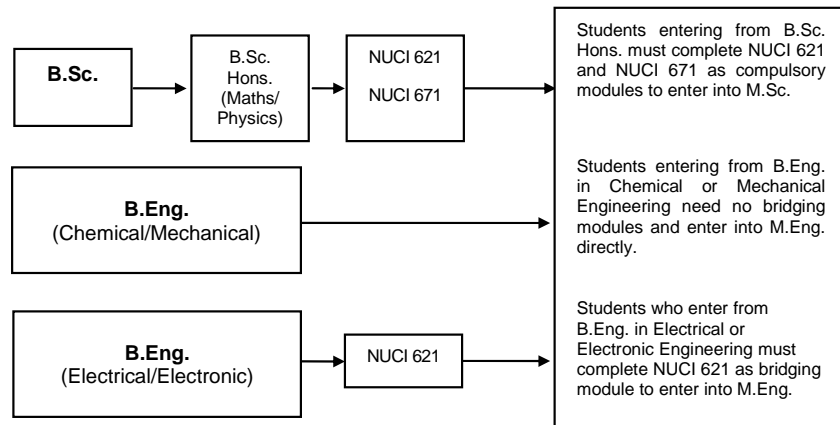 B.Sc.
B.Sc.
Hons.
(Maths/
Physics)
NUCI 621
NUCI 671
Students entering from B.Sc.
Hons. must complete NUCI 621
and NUCI 671 as compulsory
modules to enter into M.Sc.
B.Eng.
(Chemical/Mechanical)
Students entering from B.Eng.
in Chemical or Mechanical
Engineering need no bridging
modules and enter into M.Eng.
directly.
B.Eng.
(Electrical/Electronic)
NUCI 621
Students who enter from
B.Eng. in Electrical or
Electronic Engineering must
complete NUCI 621 as bridging
module to enter into M.Eng.